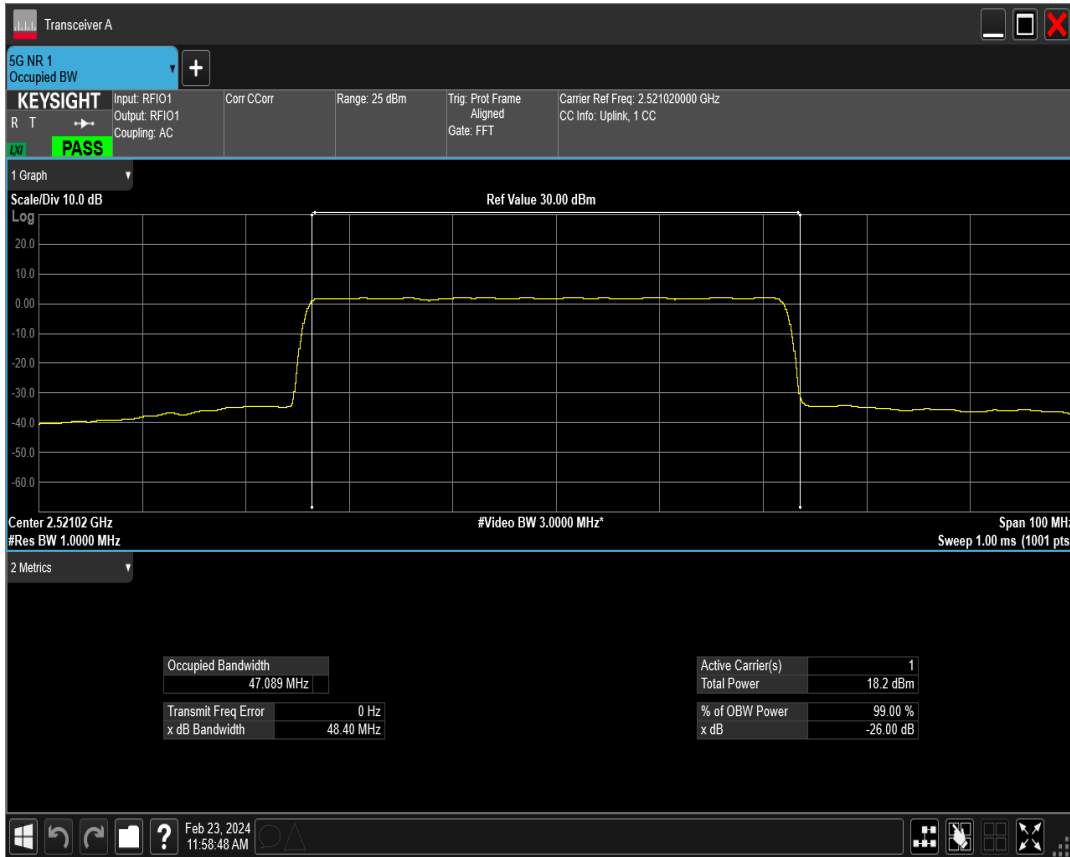 Transceiver A
5G NR 1
Occupied BW
KEYSIGHT
R T
LXI
PASS
Input: RFIO1
Output: RFIO1
Coupling: AC
Corr CCorr
Range: 25 dBm
Trig: Prot Frame
Aligned
Gate: FFT
Carrier Ref Freq: 2.521020000 GHz
CC Info: Uplink, 1 CC
1 Graph
Scale/Div 10.0 dB
Ref Value 30.00 dBm
Log
20.0
10.0
0.00
-10.0
-20.0
-30.0
-40.0
-50.0
-60.0
Center 2.52102 GHz
#Video BW 3.0000 MHz*
Span 100 MHz
#Res BW 1.0000 MHz
Sweep 1.00 ms (1001 pts
2 Metrics
Occupied Bandwidth
47.089 MHz
Transmit Freq Error 0 Hz
x dB Bandwidth 48.40 MHz
Active Carrier(s) 1
Total Power 18.2 dBm
% of OBW Power 99.00 %
x dB -26.00 dB
?
Feb 23, 2024
11:58:48 AM